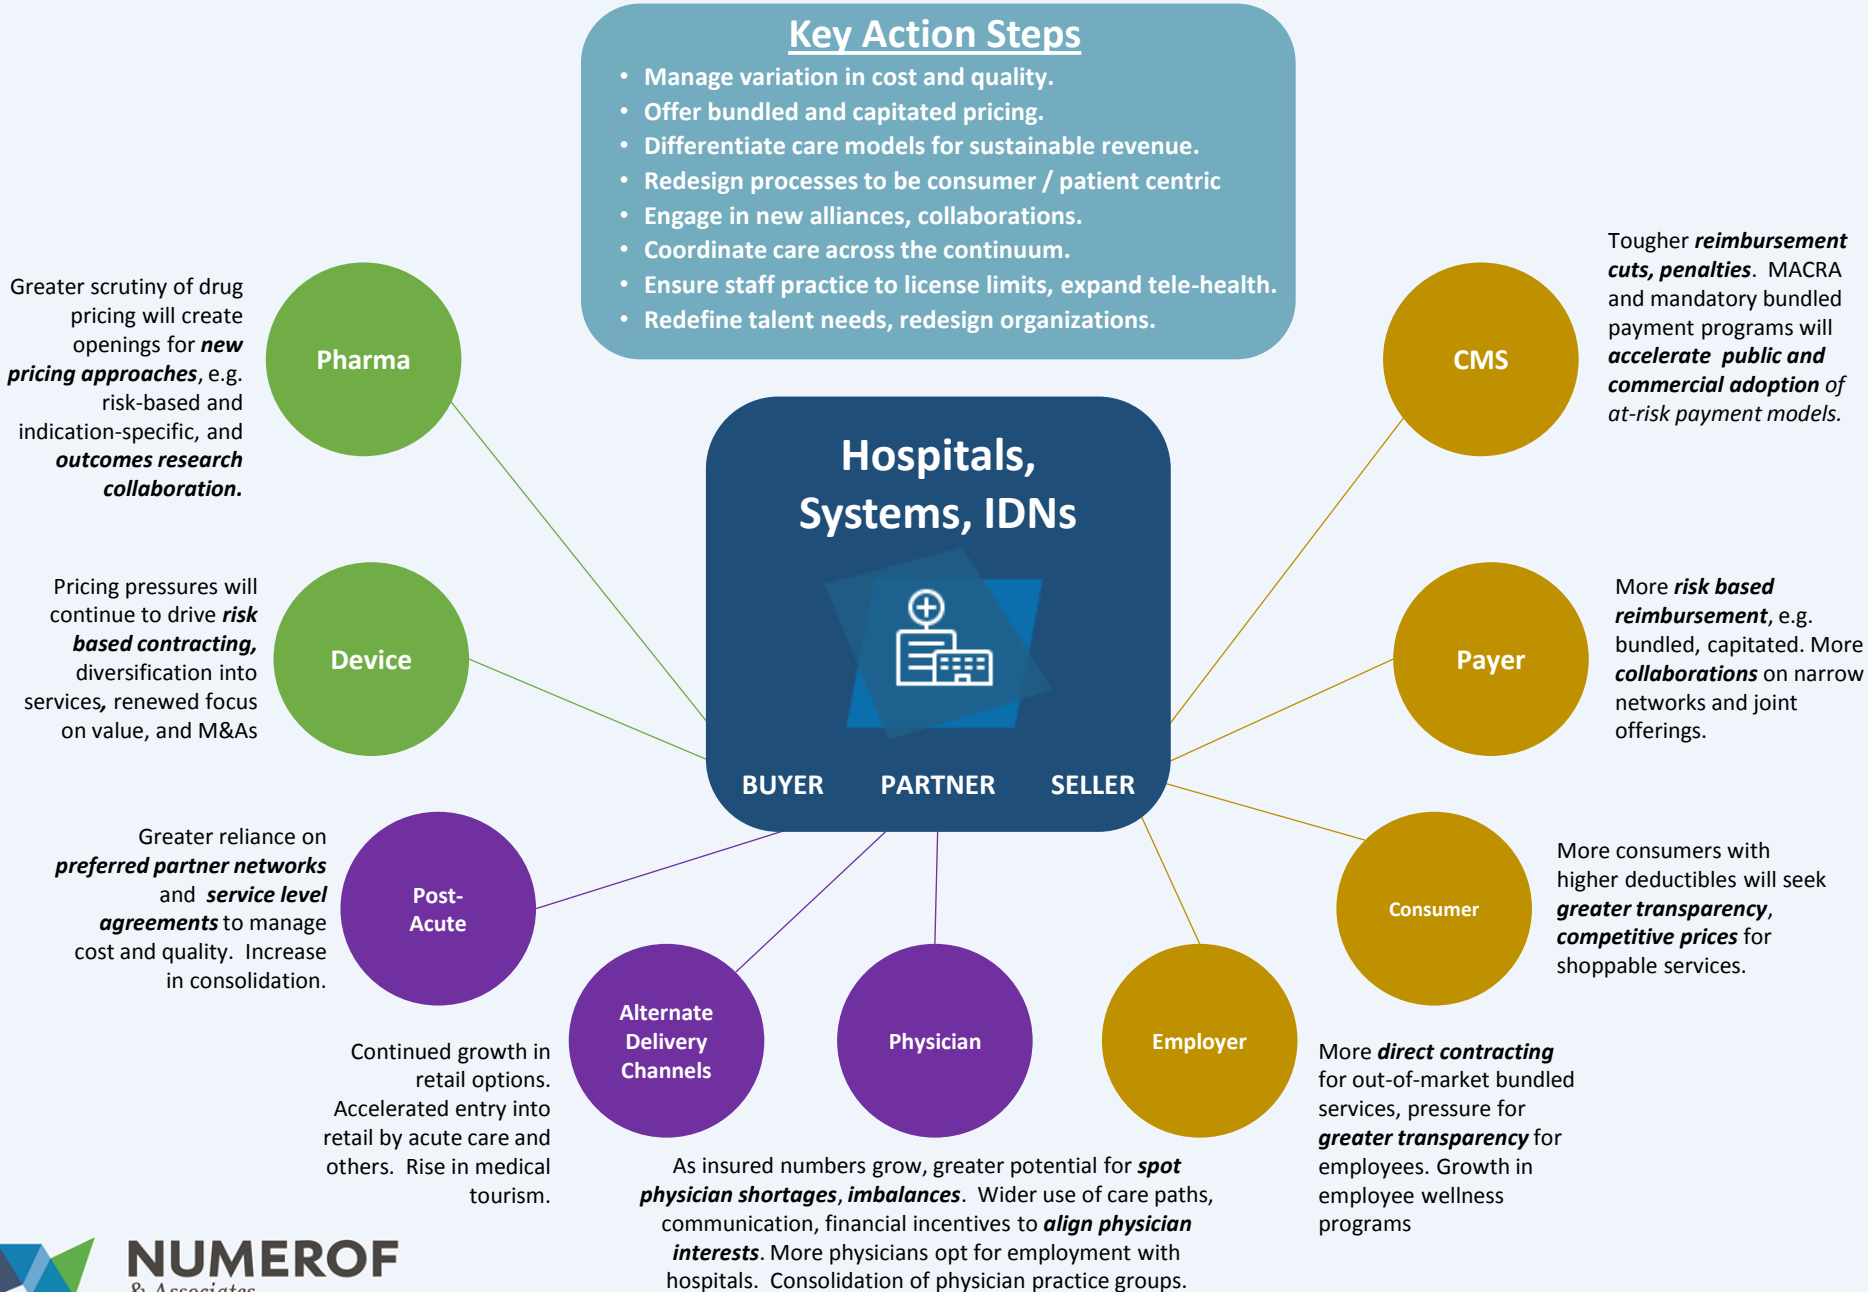 Key Action Steps
• Manage variation in cost and quality.
• Offer bundled and capitated pricing.
• Differentiate care models for sustainable revenue.
• Redesign processes to be consumer / patient centric
• Engage in new alliances, collaborations.
• Coordinate care across the continuum.
• Ensure staff practice to license limits, expand tele-health.
• Redefine talent needs, redesign organizations.
Greater scrutiny of drug
pricing will create
openings for new
pricing approaches, e.g.
risk-based and
indication-specific, and
outcomes research
collaboration.
Pharma
CMS
Tougher reimbursement
cuts, penalties. MACRA
and mandatory bundled
payment programs will
accelerate public and
commercial adoption of
at-risk payment models.
Hospitals,
Systems, IDNs
BUYER PARTNER SELLER
Pricing pressures will
continue to drive risk
based contracting,
diversification into
services, renewed focus
on value, and M&As
Device
Payer
More risk based
reimbursement, e.g.
bundled, capitated. More
collaborations on narrow
networks and joint
offerings.
Greater reliance on
preferred partner networks
and service level
agreements to manage
cost and quality. Increase
in consolidation.
Post-
Acute
Consumer
More consumers with
higher deductibles will seek
greater transparency,
competitive prices for
shoppable services.
Continued growth in
retail options.
Accelerated entry into
retail by acute care and
others. Rise in medical
tourism.
Alternate
Delivery
Channels
Physician
As insured numbers grow, greater potential for spot
physician shortages, imbalances. Wider use of care paths,
communication, financial incentives to align physician
interests. More physicians opt for employment with
hospitals. Consolidation of physician practice groups.
Employer
More direct contracting
for out-of-market bundled
services, pressure for
greater transparency for
employees. Growth in
employee wellness
programs
NUMEROF
& Associates